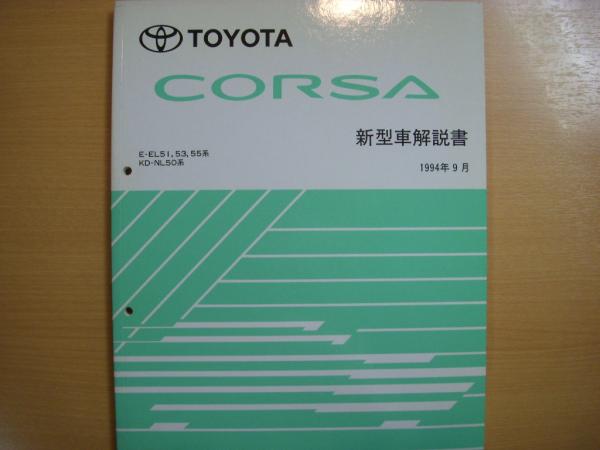 TOYOTA
CORSA
新型車解説書
E-EL51, 53, 55系
KD-NL50系
1994年9月